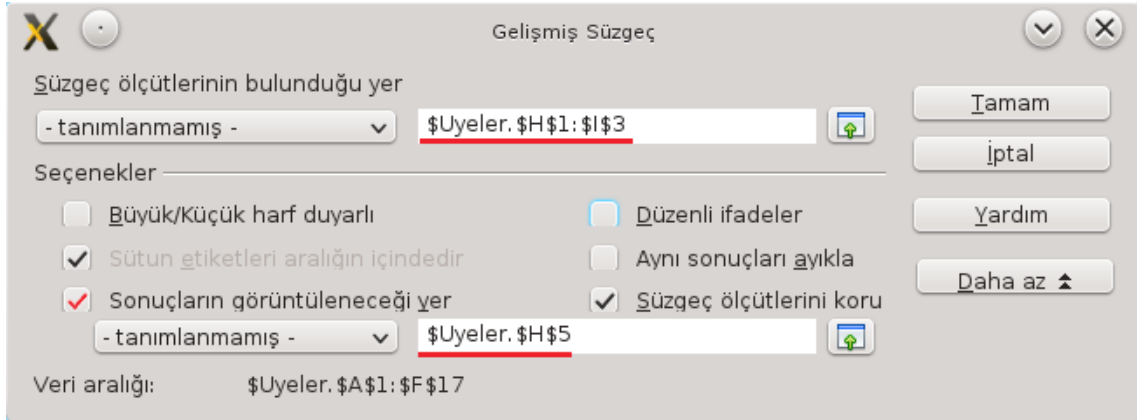 Gelişmiş Süzgeç
Süzgeç ölçütlerinin bulunduğu yer
- tanımlanmamış -
$Uyeler.$H$1:$I$3
Tamam
İptal
Seçenekler
Büyük/Küçük harf duyarlı
Düzenli ifadeler
Yardım
Sütun etiketleri aralığın içindedir
Aynı sonuçları ayıkla
Daha az
Sonuçların görüntüleneceği yer
Süzgeç ölçütlerini koru
- tanımlanmamış -
$Uyeler.$H$5
Veri aralığı: $Uyeler.$A$1:$F$17